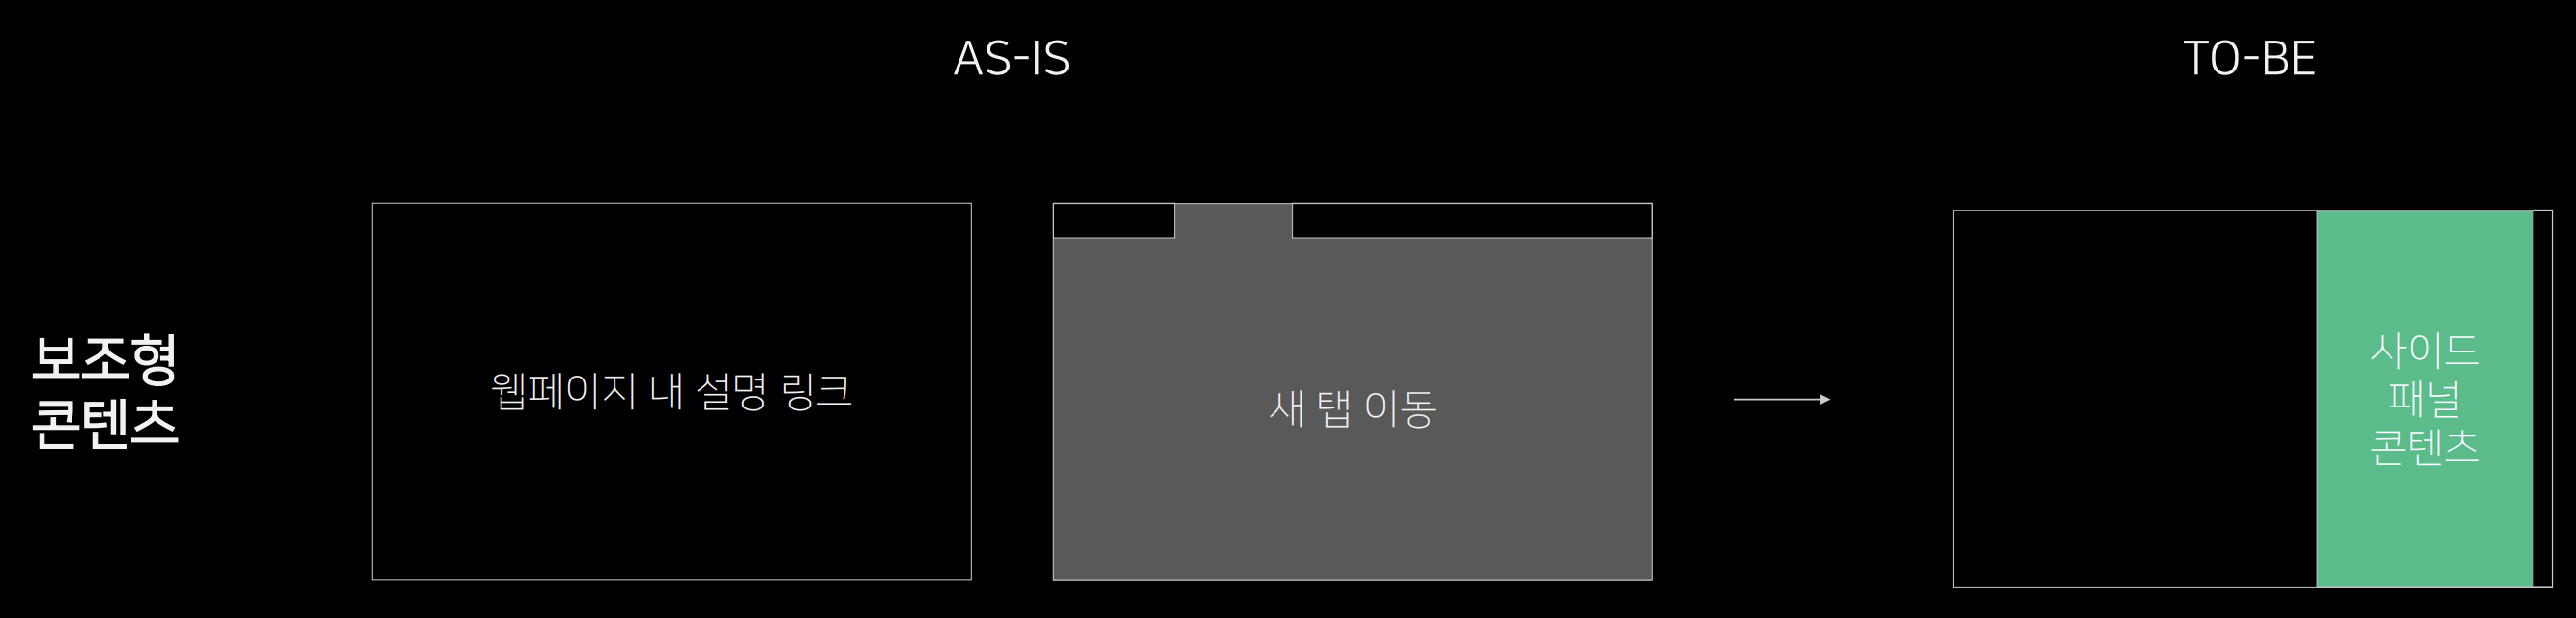 AS-IS
TO-BE
보조형
콘텐츠
웹페이지 내 설명 링크
새 탭 이동
사이드
패널
콘텐츠